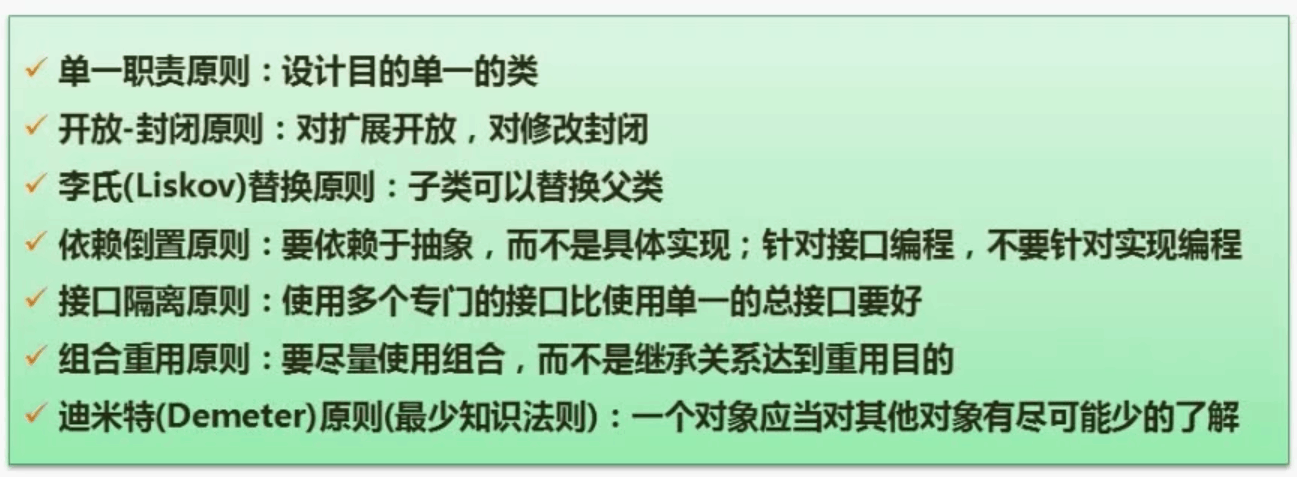 单一职责原则：设计目的单一的类
开放-封闭原则：对扩展开放，对修改封闭
李氏(Liskov)替换原则：子类可以替换父类
依赖倒置原则：要依赖于抽象，而不是具体实现；针对接口编程，不要针对实现编程
接口隔离原则：使用多个专门的接口比使用单一的总接口要好
组合重用原则：要尽量使用组合，而不是继承关系达到重用目的
迪米特(Demeter)原则(最少知识法则)：一个对象应当对其他对象有尽可能少的了解